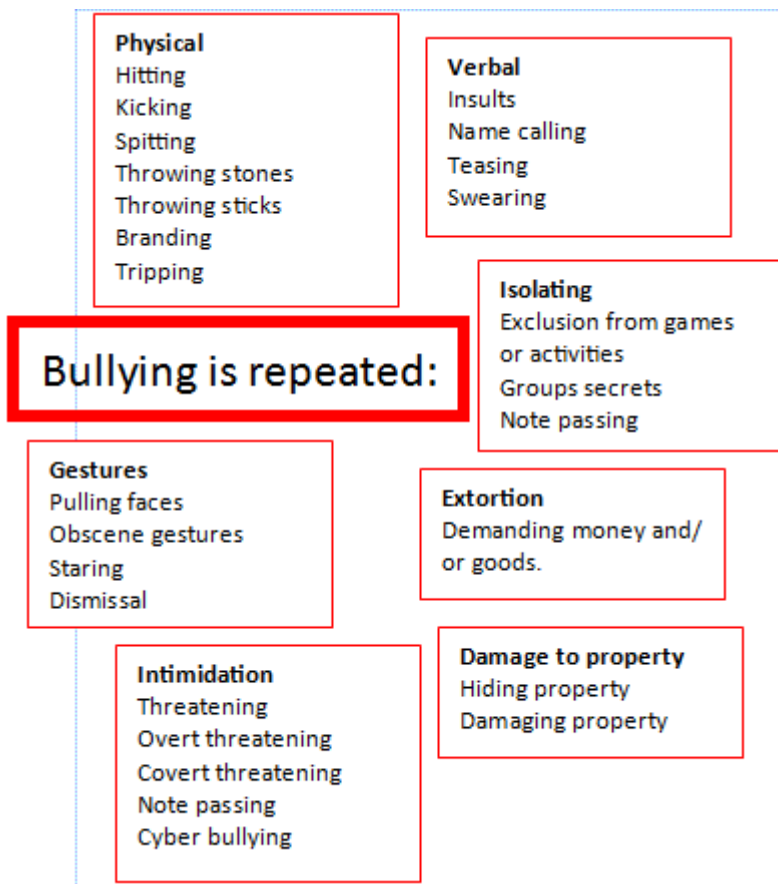 Physical
Hitting
Kicking
Spitting
Throwing stones
Throwing sticks
Branding
Tripping
Verbal
Insults
Name calling
Teasing
Swearing
Isolating
Exclusion from games
or activities
Groups secrets
Note passing
Bullying is repeated:
Gestures
Pulling faces
Obscene gestures
Staring
Dismissal
Extortion
Demanding money and/
or goods.
Intimidation
Threatening
Overt threatening
Covert threatening
Note passing
Cyber bullying
Damage to property
Hiding property
Damaging property